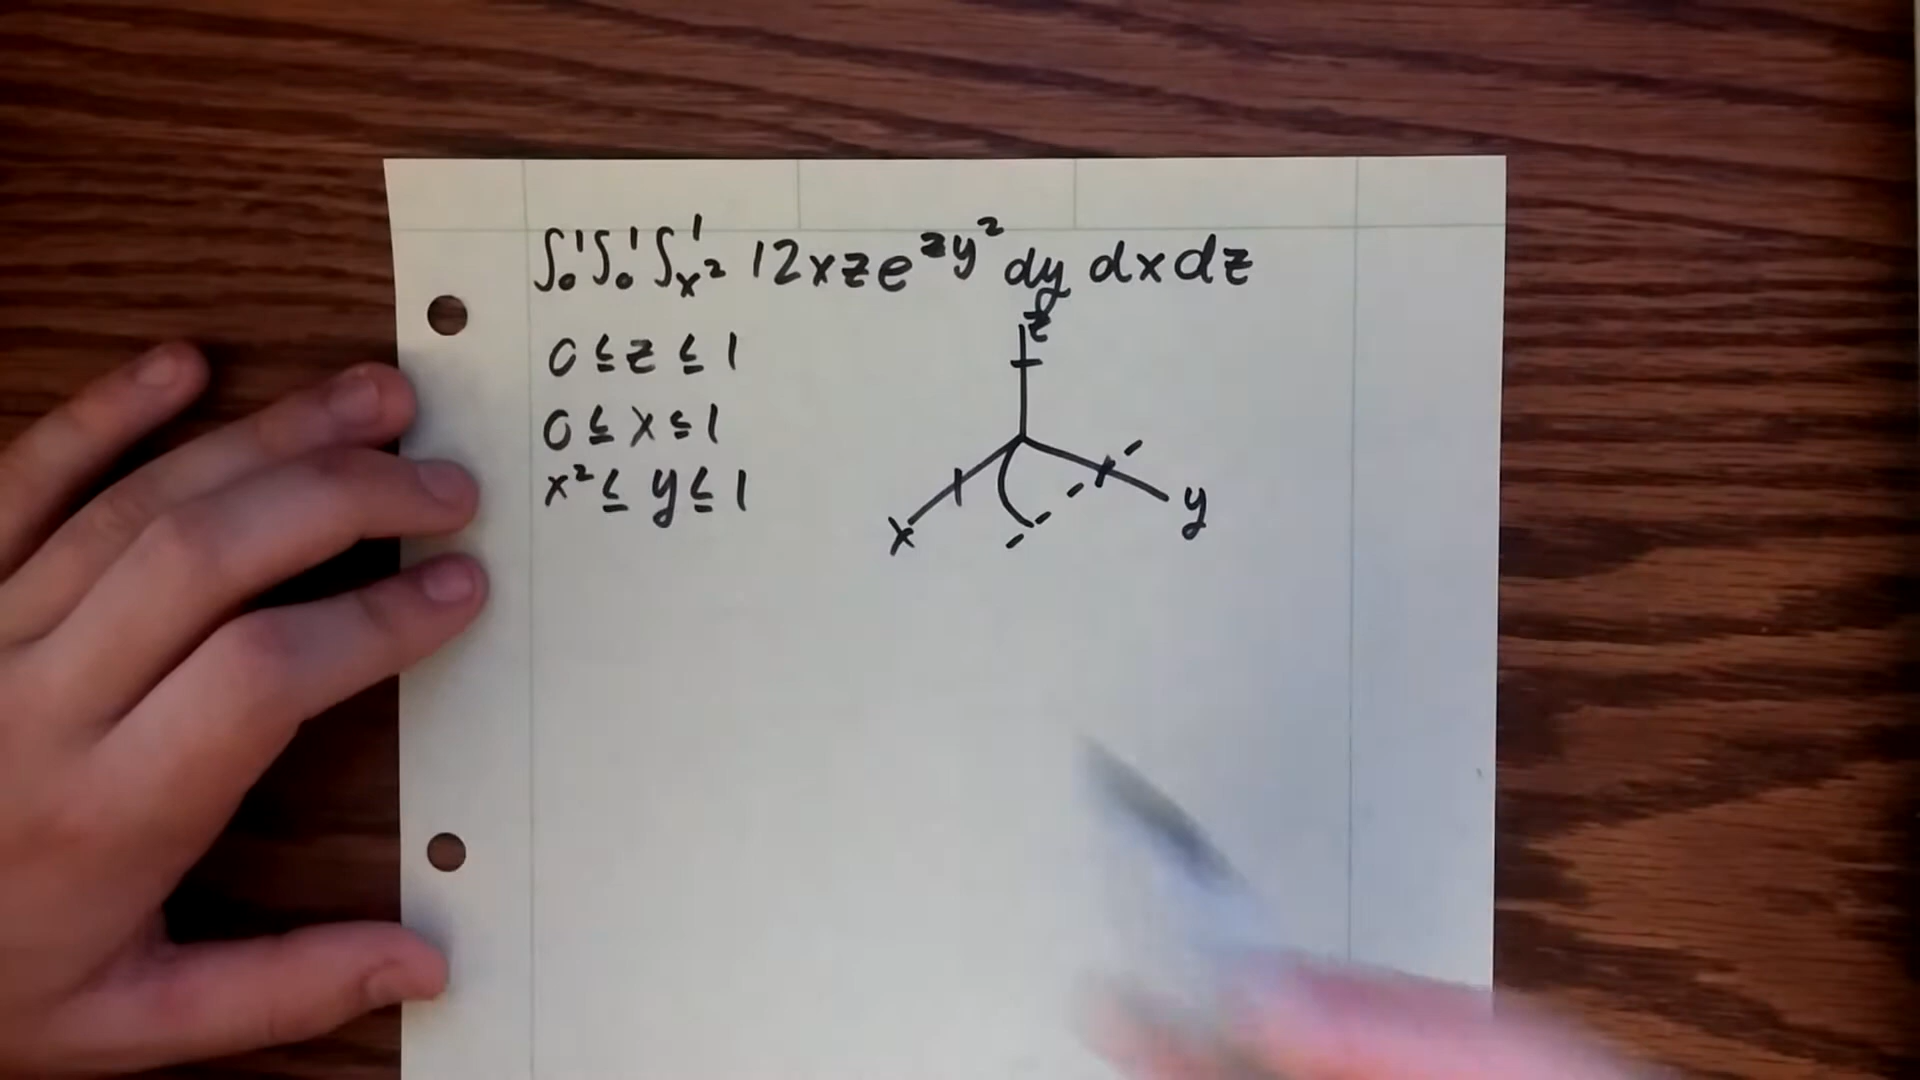 ∫₀¹∫₀¹∫ₓ²¹ 12xze^zy² dy dx dz
0 ≤ z ≤ 1
0 ≤ x ≤ 1
x² ≤ y ≤ 1
z
x
y